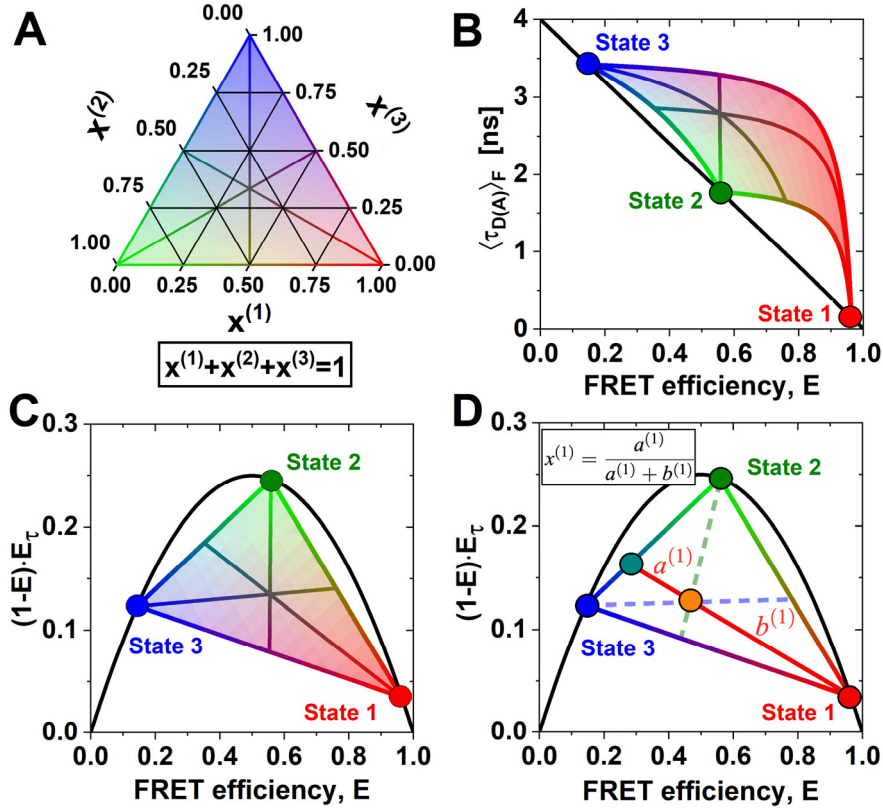 A
0.00
0.00
1.00
0.25
0.75
x(2)
x(3)
0.50
0.50
0.75
0.25
1.00
0.00
0.00 0.25 0.50 0.75 1.00
x(1)
x(1)+x(2)+x(3)=1
B
4
3
2
1
0
⟨τD(A)⟩F [ns]
State 3
State 2
State 1
0.0 0.2 0.4 0.6 0.8 1.0
FRET efficiency, E
C
0.3
0.2
0.1
0.0
(1-E)·Eτ
State 2
State 3
State 1
0.0 0.2 0.4 0.6 0.8 1.0
FRET efficiency, E
D
0.3
0.2
0.1
0.0
(1-E)·Eτ
x(1) = a(1) / a(1) + b(1)
State 2
a(1)
b(1)
State 3
State 1
0.0 0.2 0.4 0.6 0.8 1.0
FRET efficiency, E